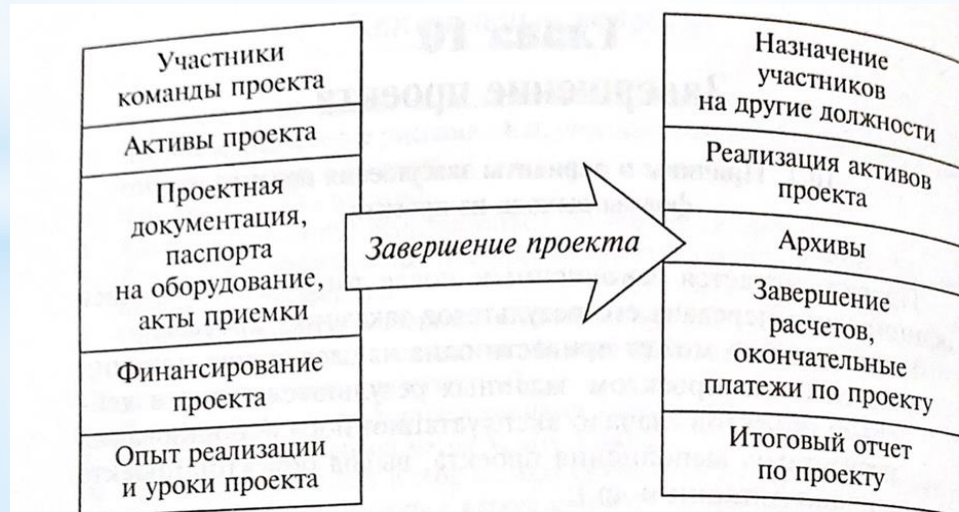 Участники
команды проекта
Активы проекта
Проектная
документация,
паспорта
на оборудование,
акты приемки
Финансирование
проекта
Опыт реализации
и уроки проекта
Завершение проекта
Назначение
участников
на другие должности
Реализация активов
проекта
Архивы
Завершение
расчетов,
окончательные
платежи по проекту
Итоговый отчет
по проекту